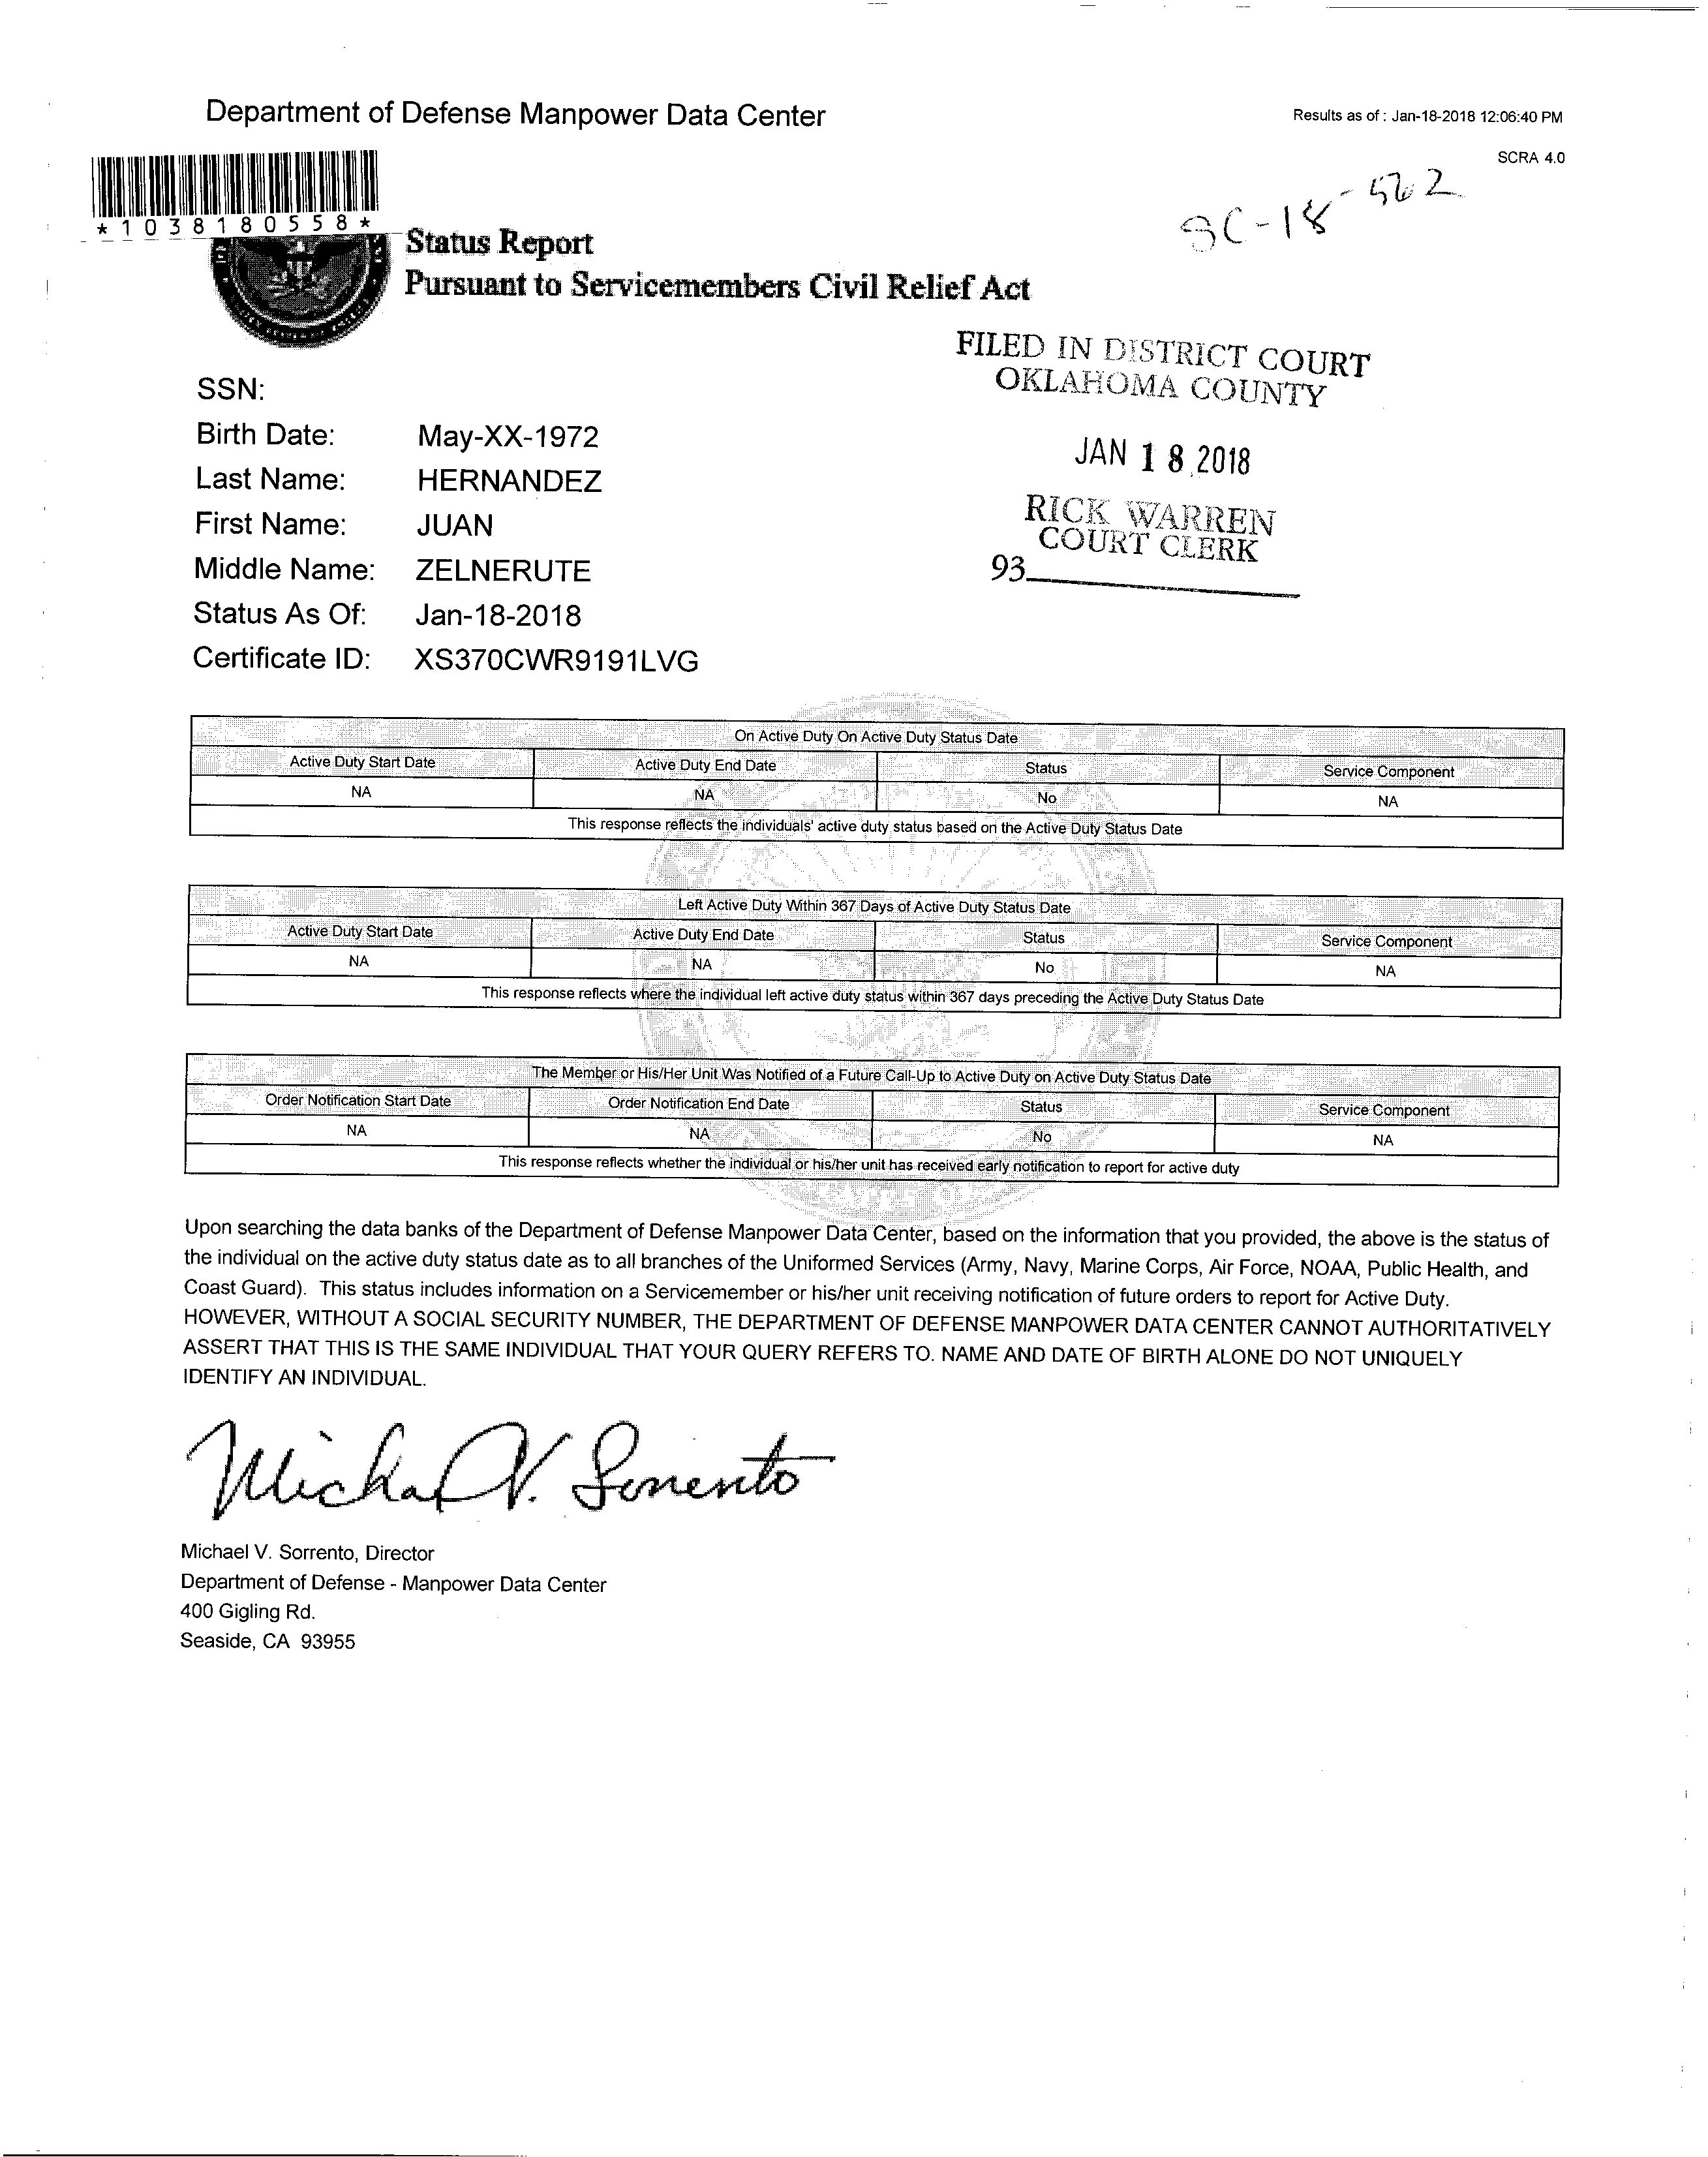 Department of Defense Manpower Data Center
Results as of : Jan-18-2018 12:06:40 PM
SCRA 4.0
*1038180558*
SC-18-562
Status Report
Pursuant to Servicemembers Civil Relief Act
FILED IN DISTRICT COURT
OKLAHOMA COUNTY
JAN 18 2018
RICK WARREN
COURT CLERK
93
SSN:
Birth Date: May-XX-1972
Last Name: HERNANDEZ
First Name: JUAN
Middle Name: ZELNERUTE
Status As Of: Jan-18-2018
Certificate ID: XS370CWR9191LVG
On Active Duty On Active Duty Status Date
Active Duty Start Date Active Duty End Date Status Service Component
NA NA No NA
This response reflects the individuals' active duty status based on the Active Duty Status Date
Left Active Duty Within 367 Days of Active Duty Status Date
Active Duty Start Date Active Duty End Date Status Service Component
NA NA No NA
This response reflects where the individual left active duty status within 367 days preceding the Active Duty Status Date
The Member or His/Her Unit Was Notified of a Future Call-Up to Active Duty on Active Duty Status Date
Order Notification Start Date Order Notification End Date Status Service Component
NA NA No NA
This response reflects whether the individual or his/her unit has received early notification to report for active duty
Upon searching the data banks of the Department of Defense Manpower Data Center, based on the information that you provided, the above is the status of
the individual on the active duty status date as to all branches of the Uniformed Services (Army, Navy, Marine Corps, Air Force, NOAA, Public Health, and
Coast Guard). This status includes information on a Servicemember or his/her unit receiving notification of future orders to report for Active Duty.
HOWEVER, WITHOUT A SOCIAL SECURITY NUMBER, THE DEPARTMENT OF DEFENSE MANPOWER DATA CENTER CANNOT AUTHORITATIVELY
ASSERT THAT THIS IS THE SAME INDIVIDUAL THAT YOUR QUERY REFERS TO. NAME AND DATE OF BIRTH ALONE DO NOT UNIQUELY
IDENTIFY AN INDIVIDUAL.
Michael V. Sorrento
Michael V. Sorrento, Director
Department of Defense - Manpower Data Center
400 Gigling Rd.
Seaside, CA 93955